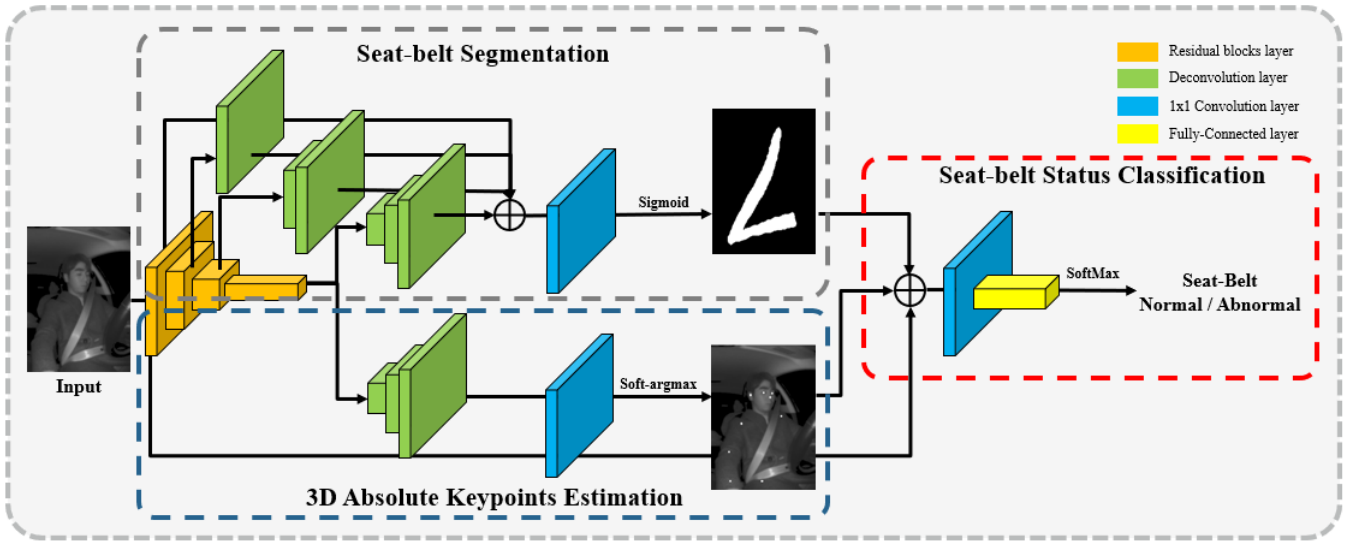 Seat-belt Segmentation
Residual blocks layer
Deconvolution layer
1x1 Convolution layer
Fully-Connected layer
Seat-belt Status Classification
Sigmoid
SoftMax
Seat-Belt
Normal / Abnormal
Input
Soft-argmax
3D Absolute Keypoints Estimation